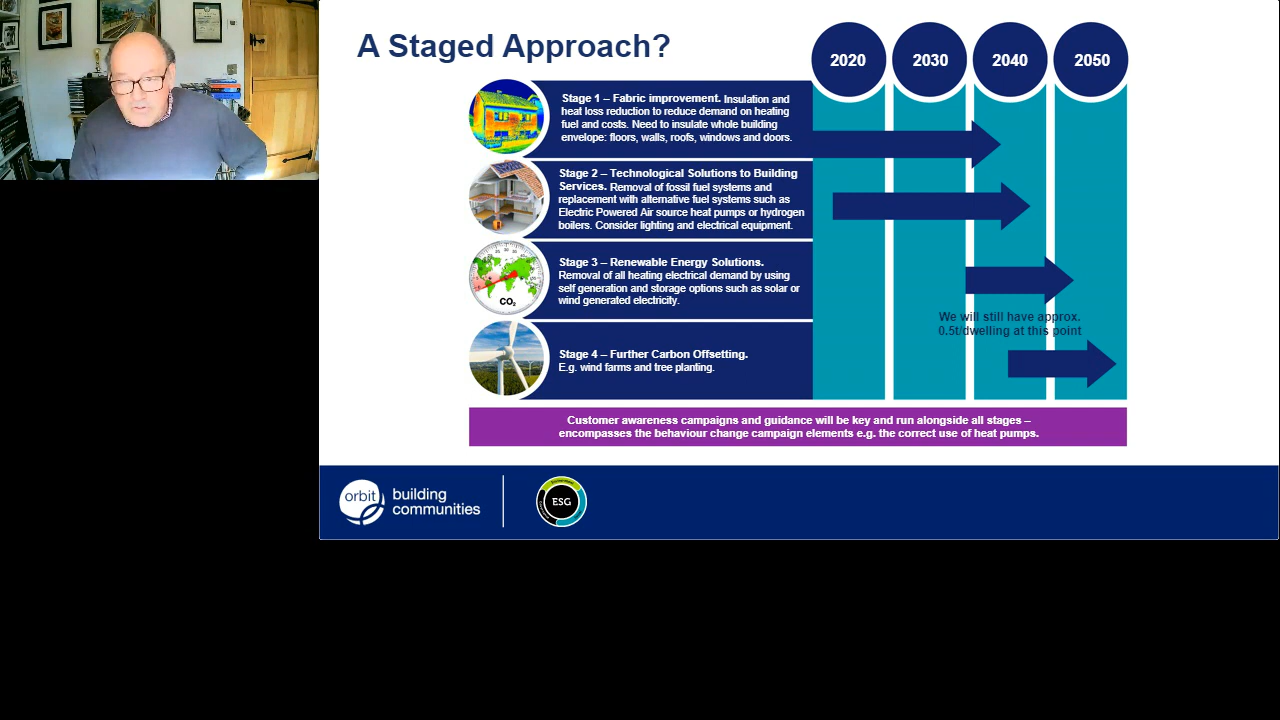 A Staged Approach?
2020
2030
2040
2050
Stage 1 – Fabric improvement. Insulation and
heat loss reduction to reduce demand on heating
fuel and costs. Need to insulate whole building
envelope: floors, walls, roofs, windows and doors.
Stage 2 – Technological Solutions to Building
Services. Removal of fossil fuel systems and
replacement with alternative fuel systems such as
Electric Powered Air source heat pumps or hydrogen
boilers. Consider lighting and electrical equipment.
Stage 3 – Renewable Energy Solutions.
Removal of all heating electrical demand by using
self generation and storage options such as solar or
wind generated electricity.
CO2
We will still have approx.
0.5t/dwelling at this point
Stage 4 – Further Carbon Offsetting.
E.g. wind farms and tree planting.
Customer awareness campaigns and guidance will be key and run alongside all stages –
encompasses the behaviour change campaign elements e.g. the correct use of heat pumps.
orbit
building
communities
ESG